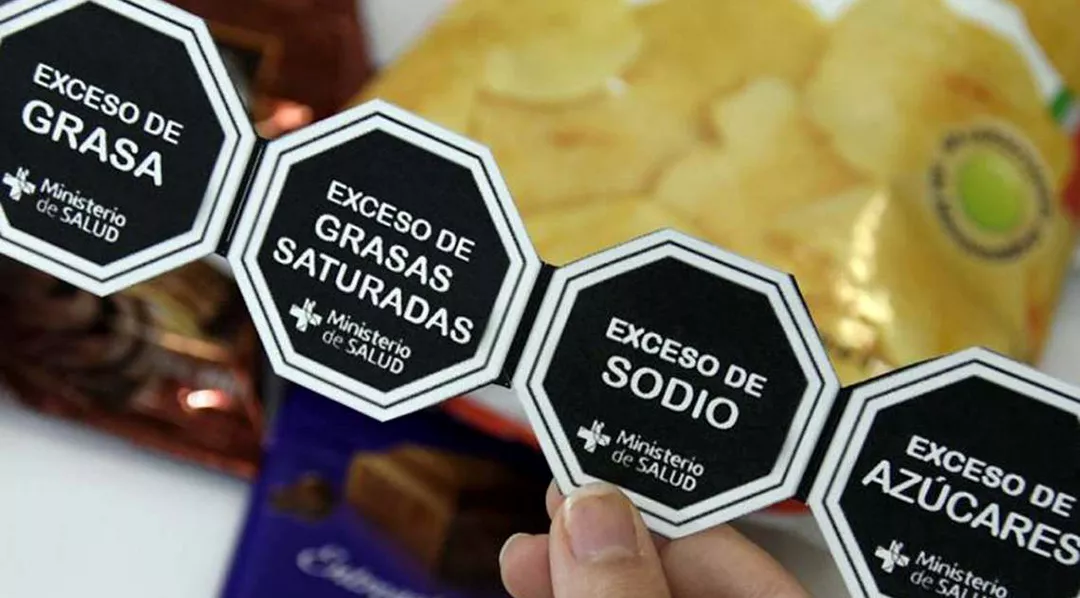 EXCESO DE
GRASA
Ministerio
de SALUD
EXCESO DE
GRASAS
SATURADAS
Ministerio
de SALUD
EXCESO DE
SODIO
Ministerio
de SALUD
EXCESO DE
AZÚCARES
Ministerio
de SALUD